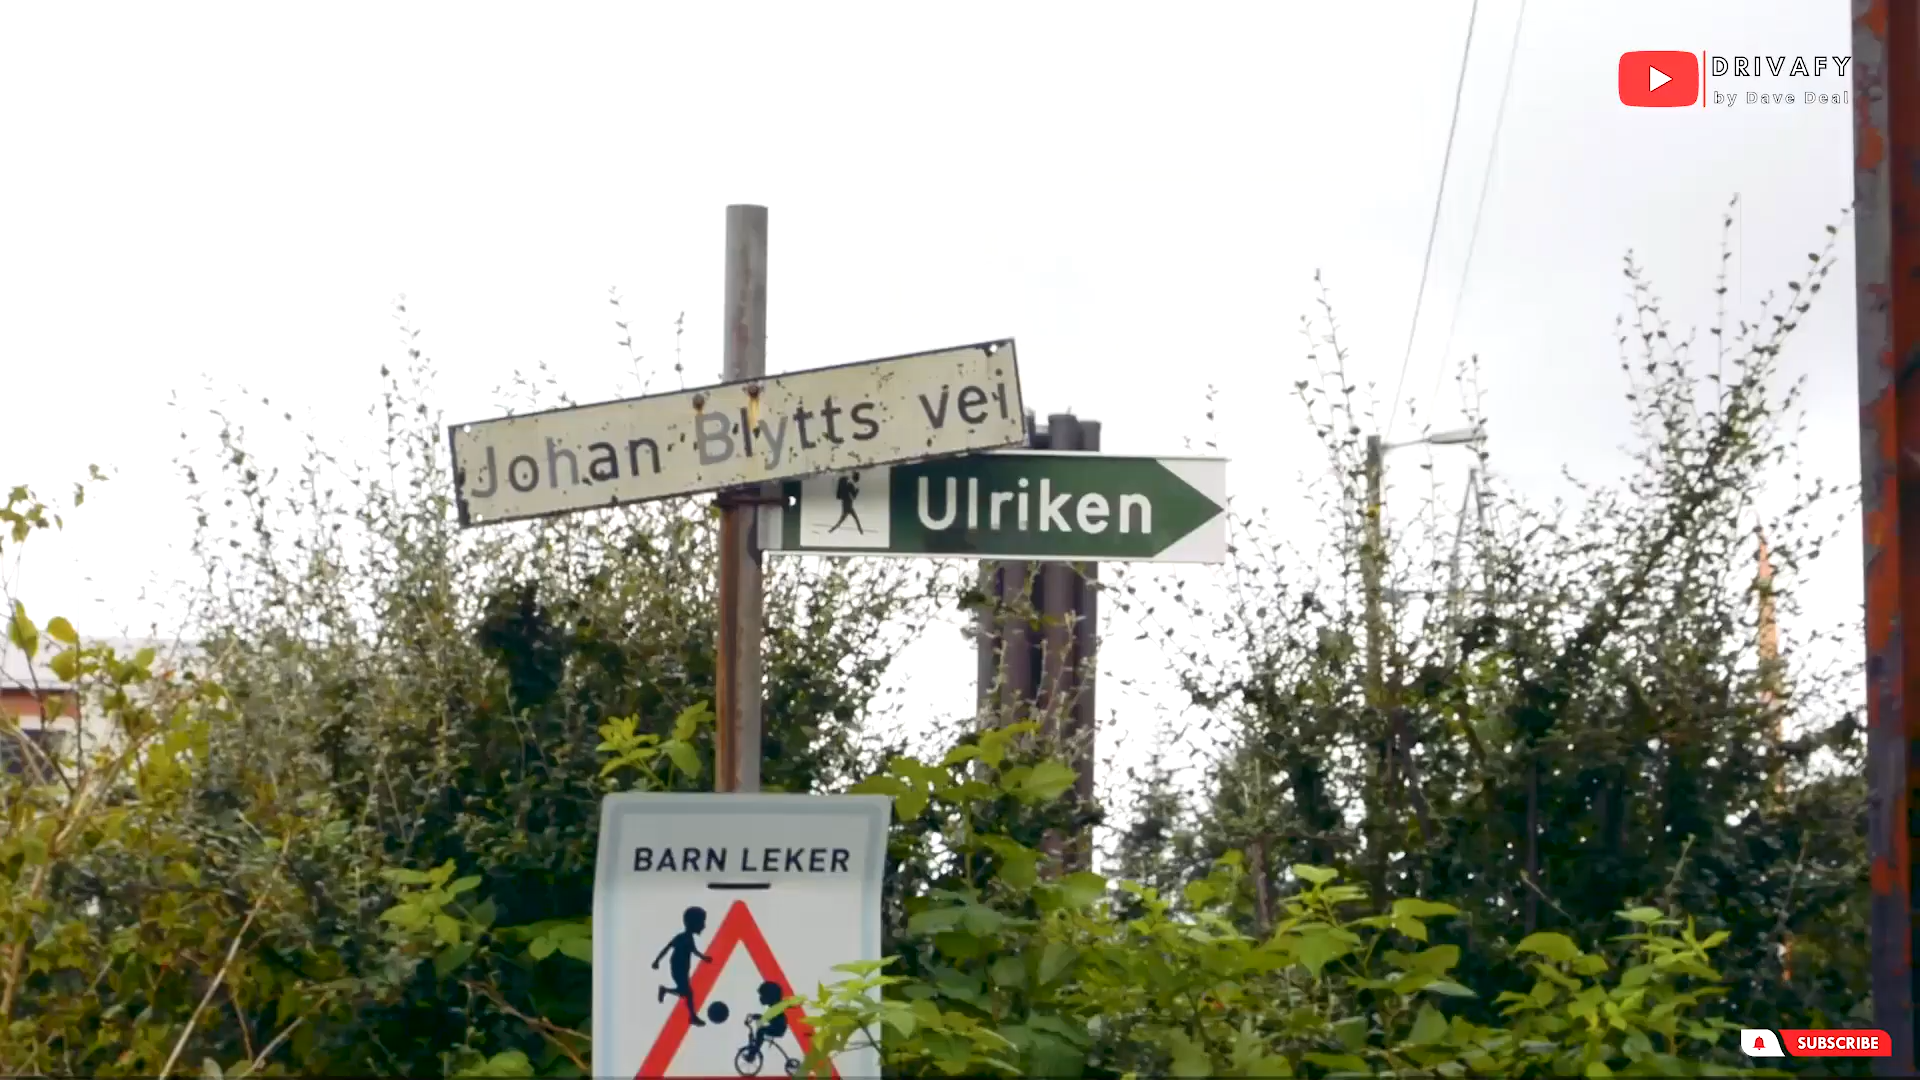 DRIVAFY
by Dave Deal
Johan Blytts vei
Ulriken
BARN LEKER
SUBSCRIBE